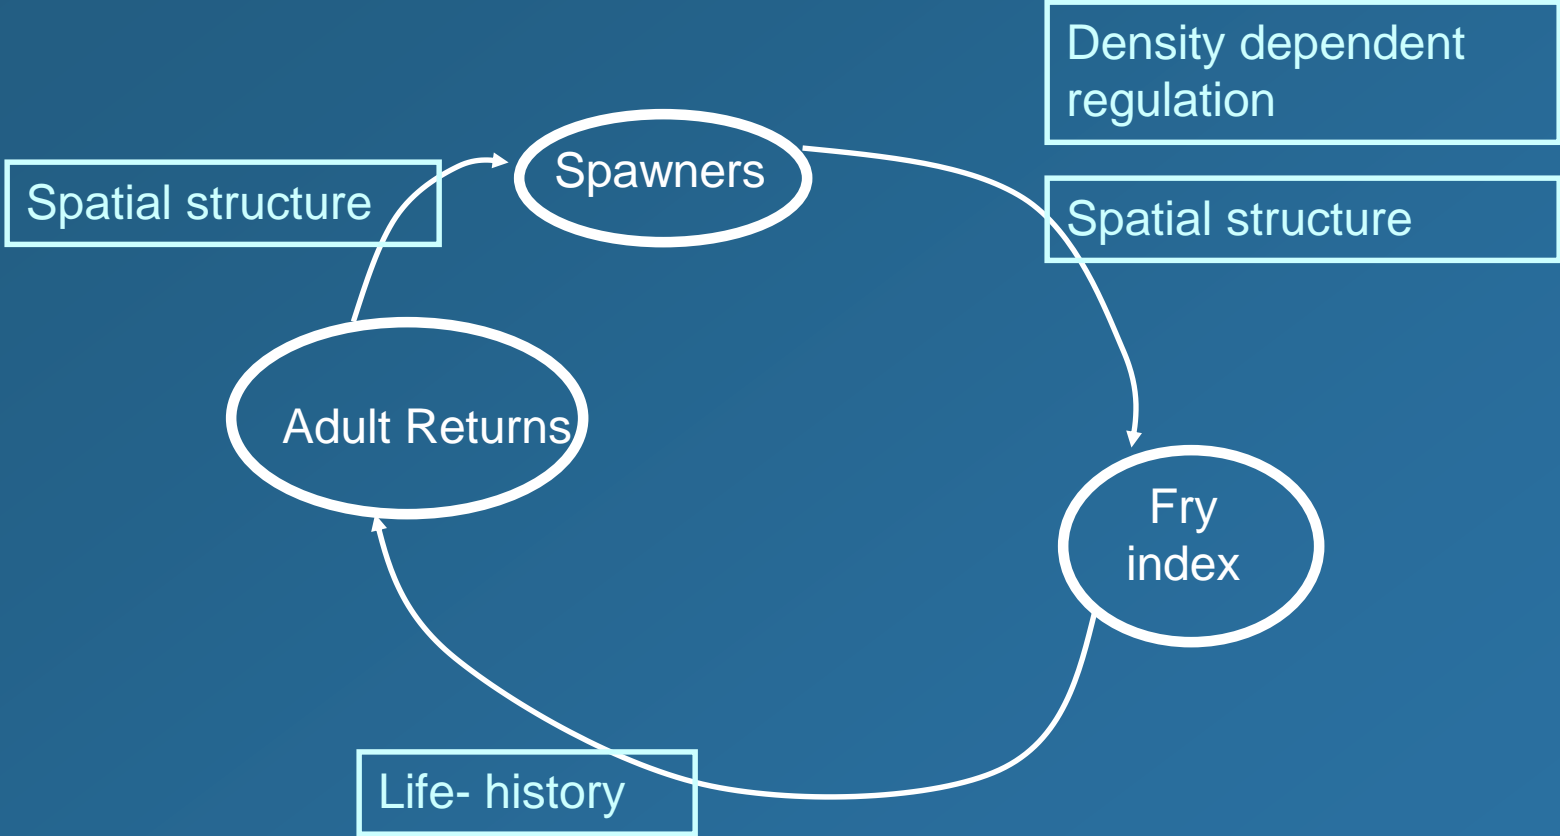 Density dependent
regulation
Spawners
Spatial structure
Spatial structure
Adult Returns
Fry
index
Life- history